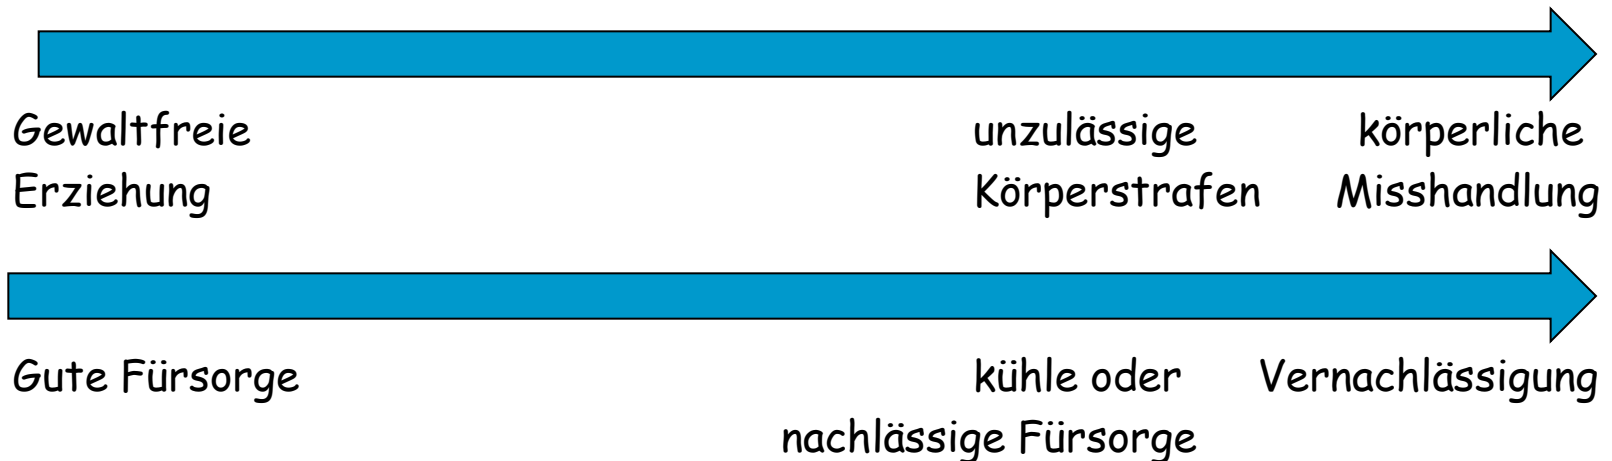 Gewaltfreie unzulässige körperliche
Erziehung Körperstrafen Misshandlung
Gute Fürsorge kühle oder Vernachlässigung
nachlässige Fürsorge